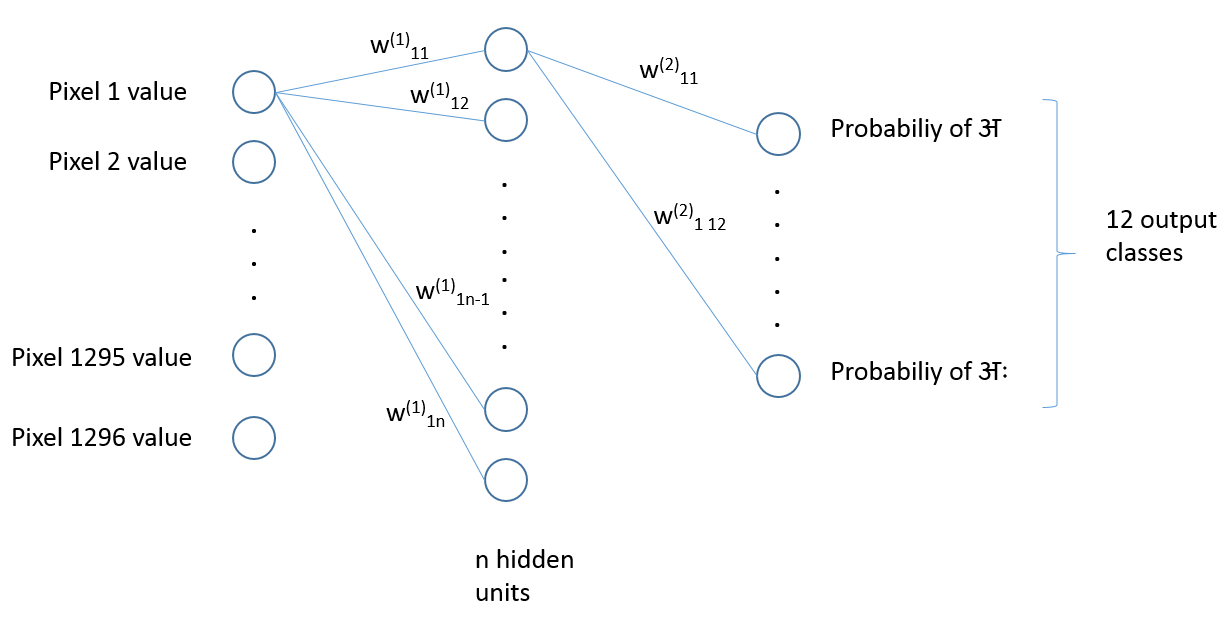 w(1)11
w(2)11
Pixel 1 value
w(1)12
Probabiliy of अ
Pixel 2 value
w(2)1 12
12 output
classes
w(1)1n-1
Pixel 1295 value
Probabiliy of अः
w(1)1n
Pixel 1296 value
n hidden
units